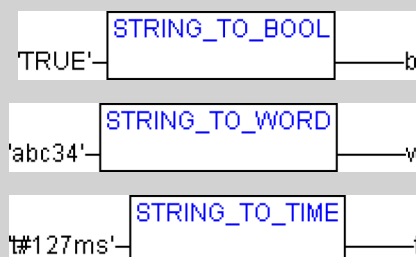 STRING_TO_BOOL
'TRUE' b
STRING_TO_WORD
'abc34' w
STRING_TO_TIME
't#127ms'